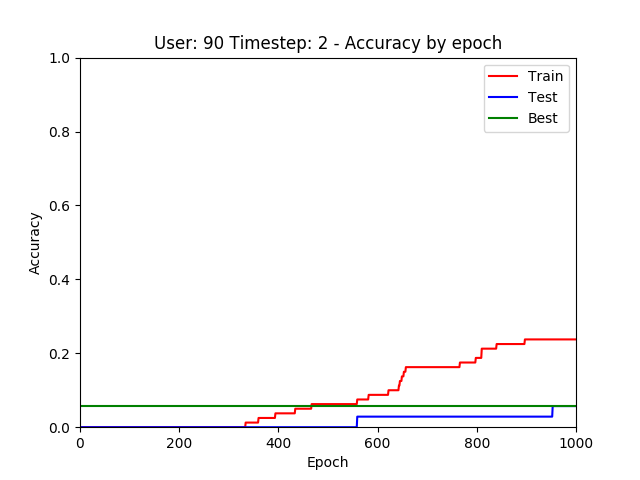 User: 90 Timestep: 2 - Accuracy by epoch
Train
Test
Best
Accuracy
1.0
0.8
0.6
0.4
0.2
0.0
0 200 400 600 800 1000
Epoch